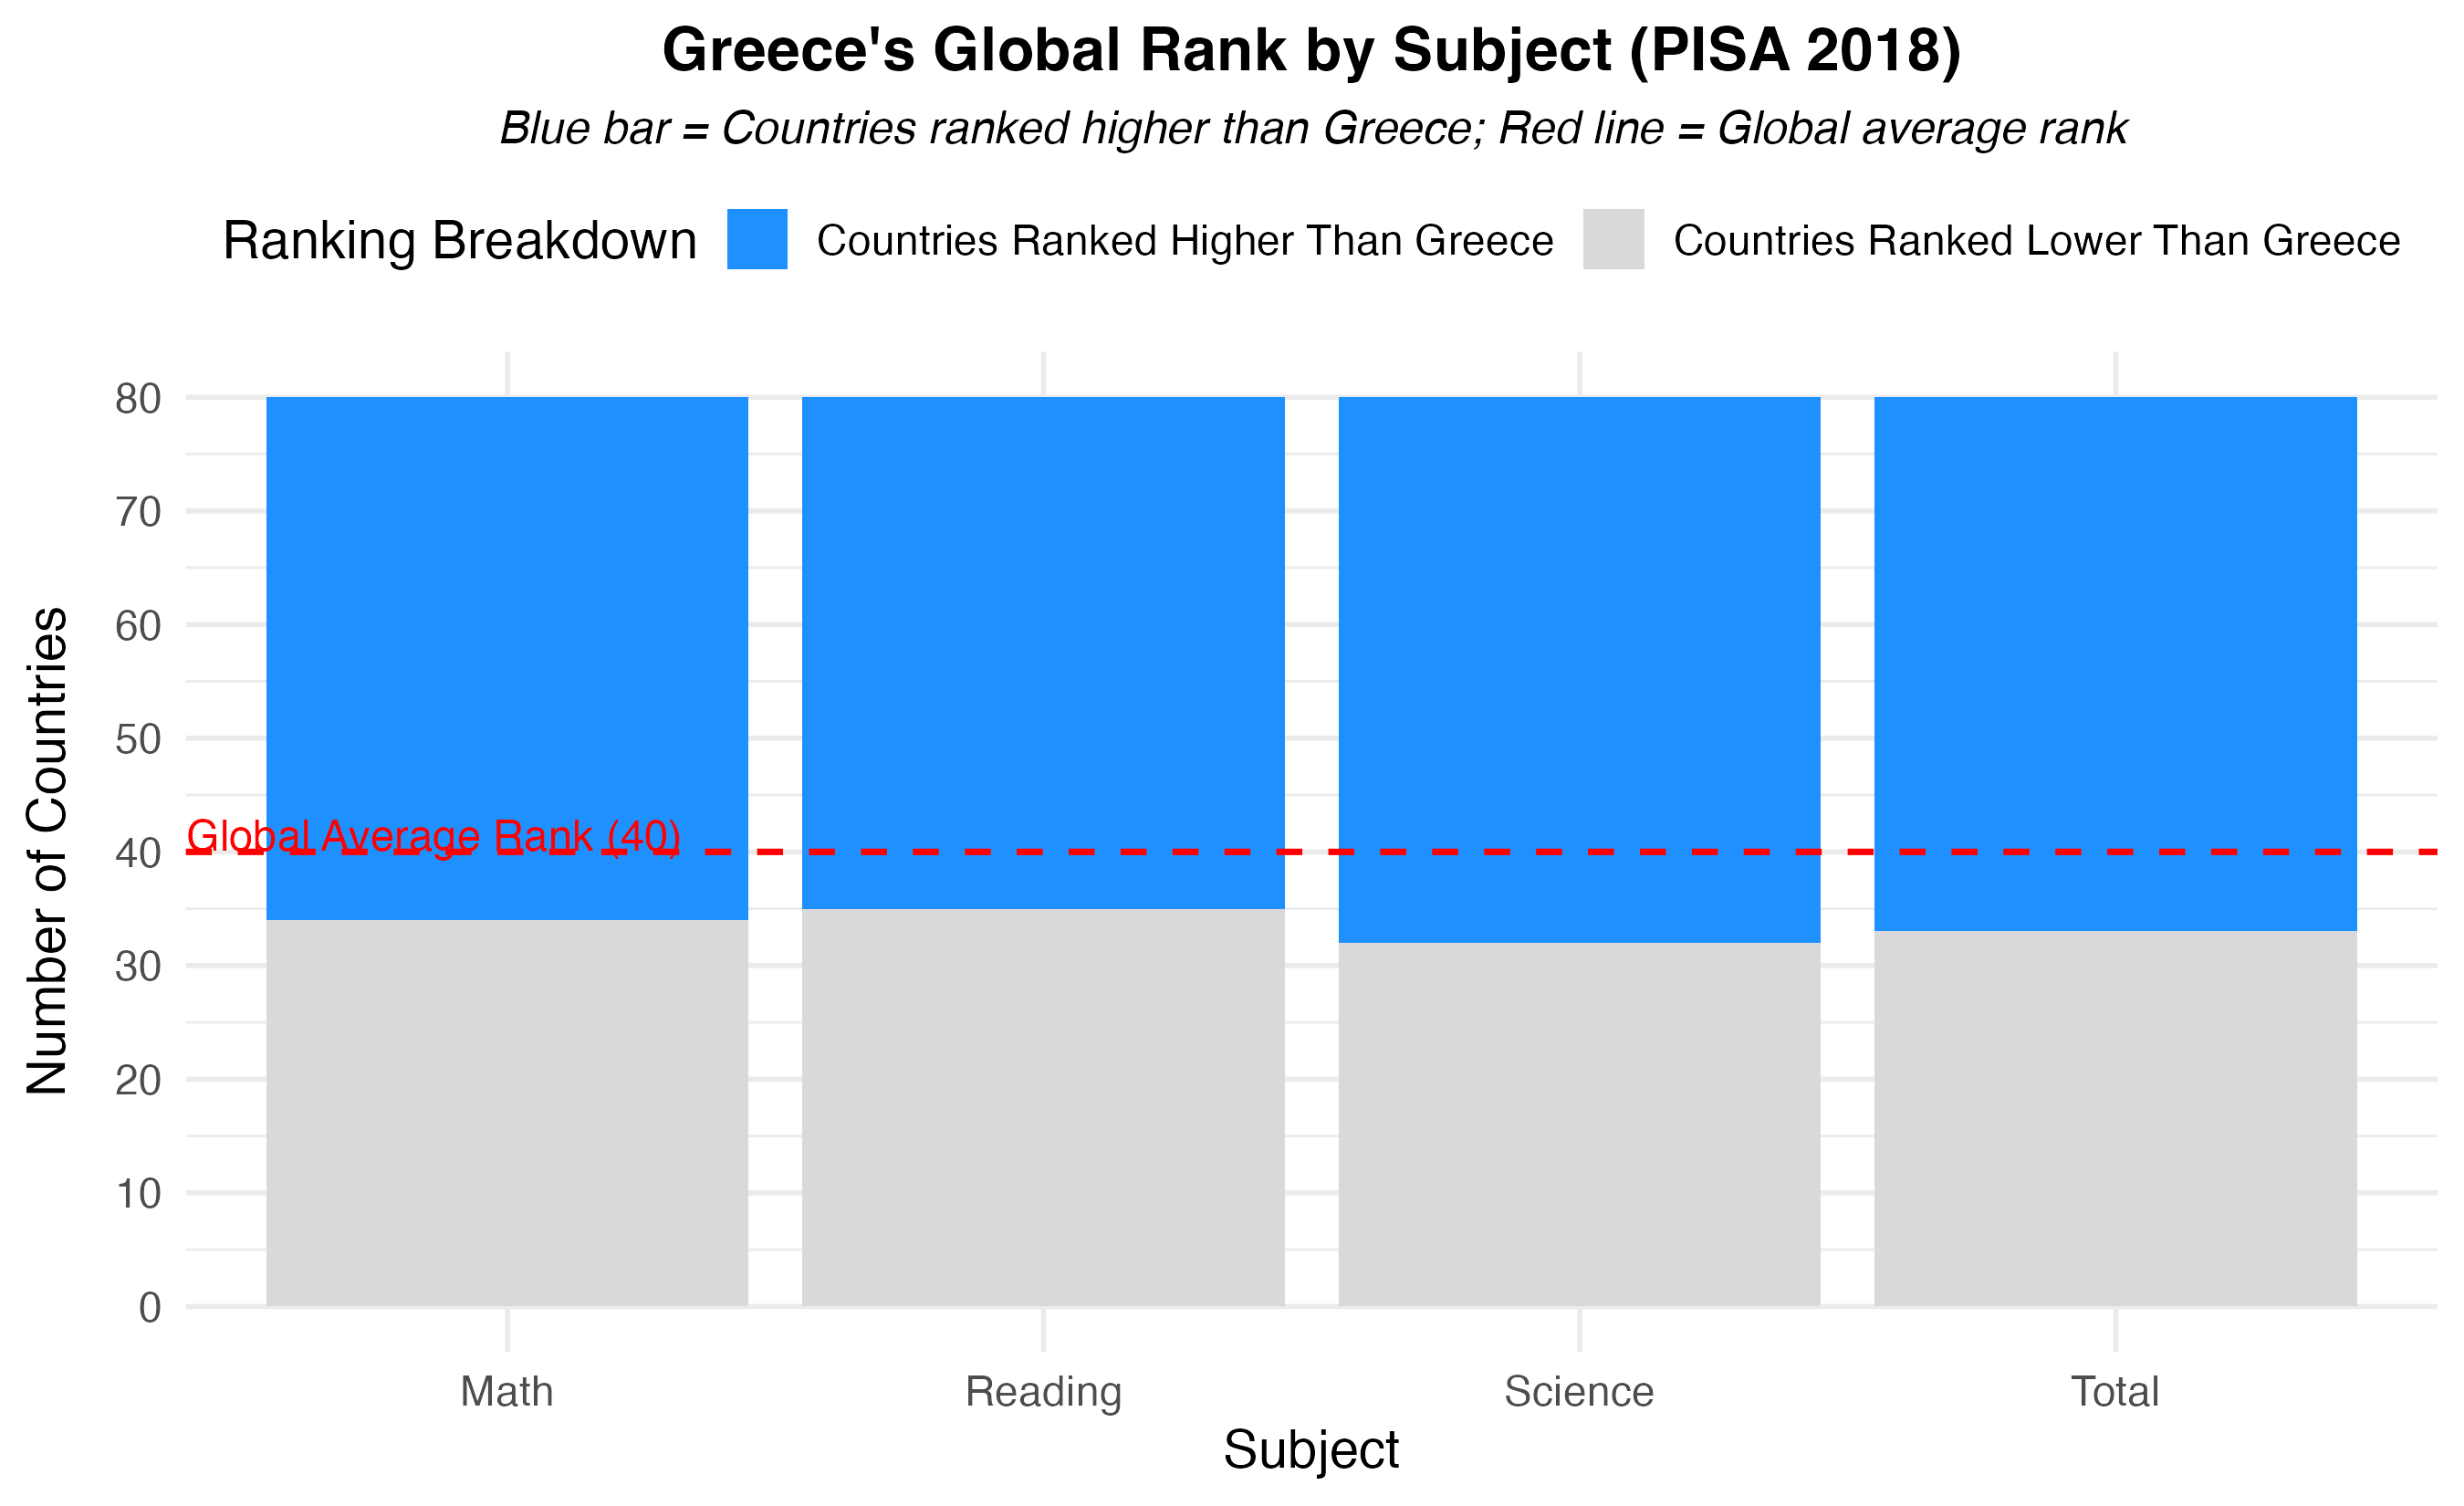 Greece's Global Rank by Subject (PISA 2018)
Blue bar = Countries ranked higher than Greece; Red line = Global average rank
Ranking Breakdown
Countries Ranked Higher Than Greece
Countries Ranked Lower Than Greece
Number of Countries
80
70
60
50
40
30
20
10
0
Global Average Rank (40)
Math
Reading
Science
Total
Subject